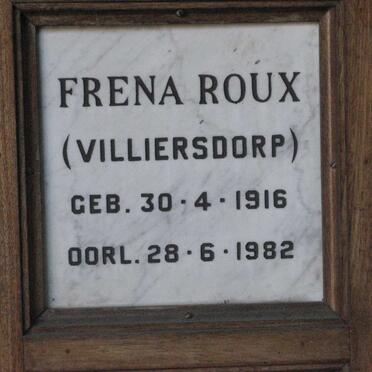 FRENA ROUX
(VILLIERSDORP)
GEB. 30·4·1916
OORL. 28·6·1982